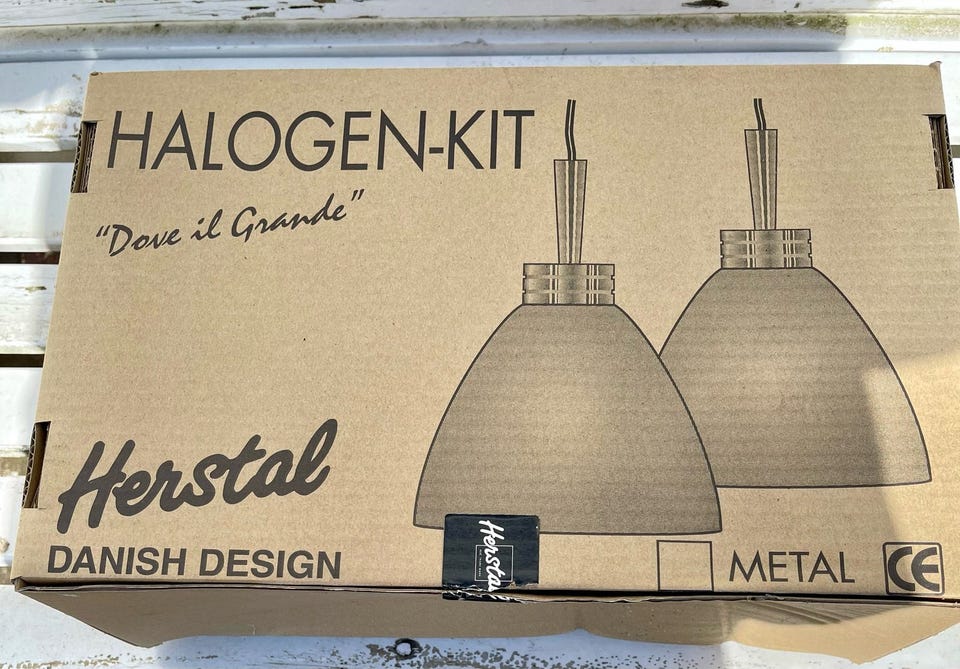 HALOGEN-KIT
"Dove il Grande"
Herstal
DANISH DESIGN
Herstal
METAL
CE